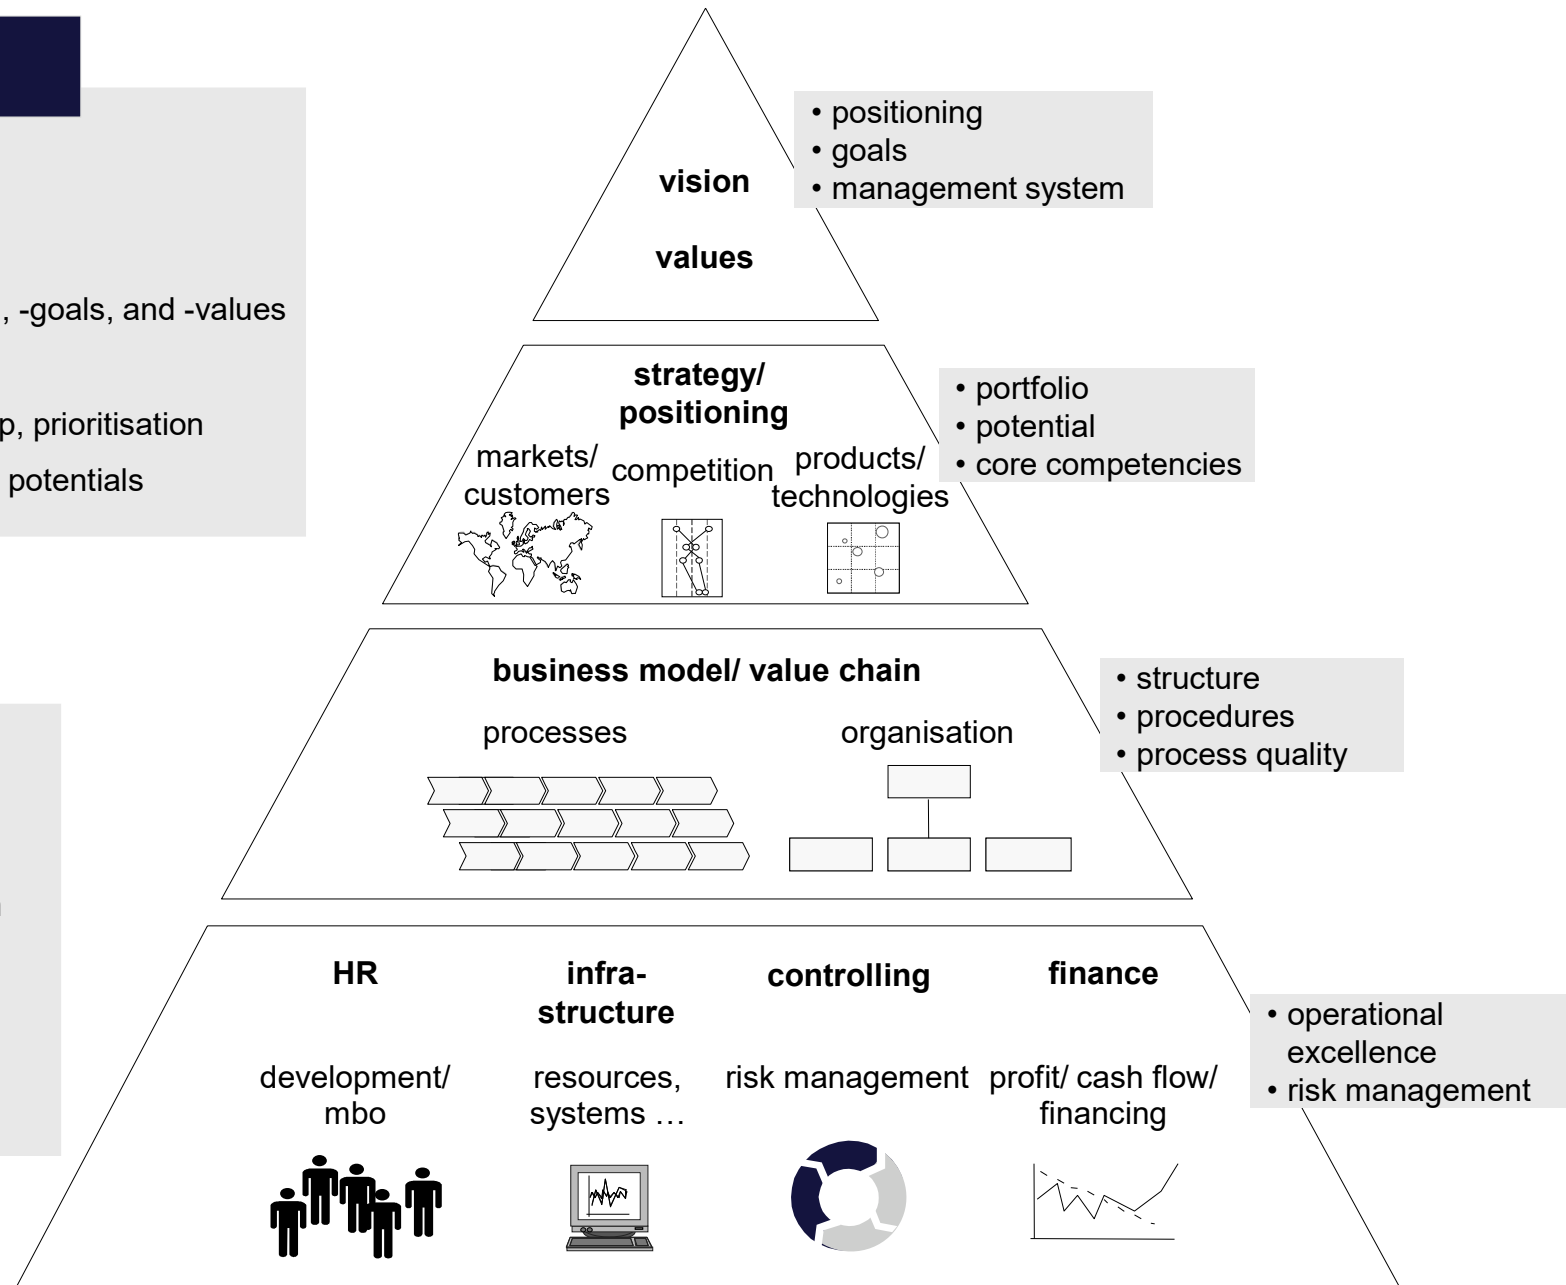 , -goals, and -values
p, prioritisation
potentials
vision
values
• positioning
• goals
• management system
strategy/
positioning
markets/
customers
competition
products/
technologies
• portfolio
• potential
• core competencies
business model/ value chain
processes
organisation
• structure
• procedures
• process quality
HR
infra-
structure
controlling
finance
development/
mbo
resources,
systems …
risk management
profit/ cash flow/
financing
• operational
excellence
• risk management